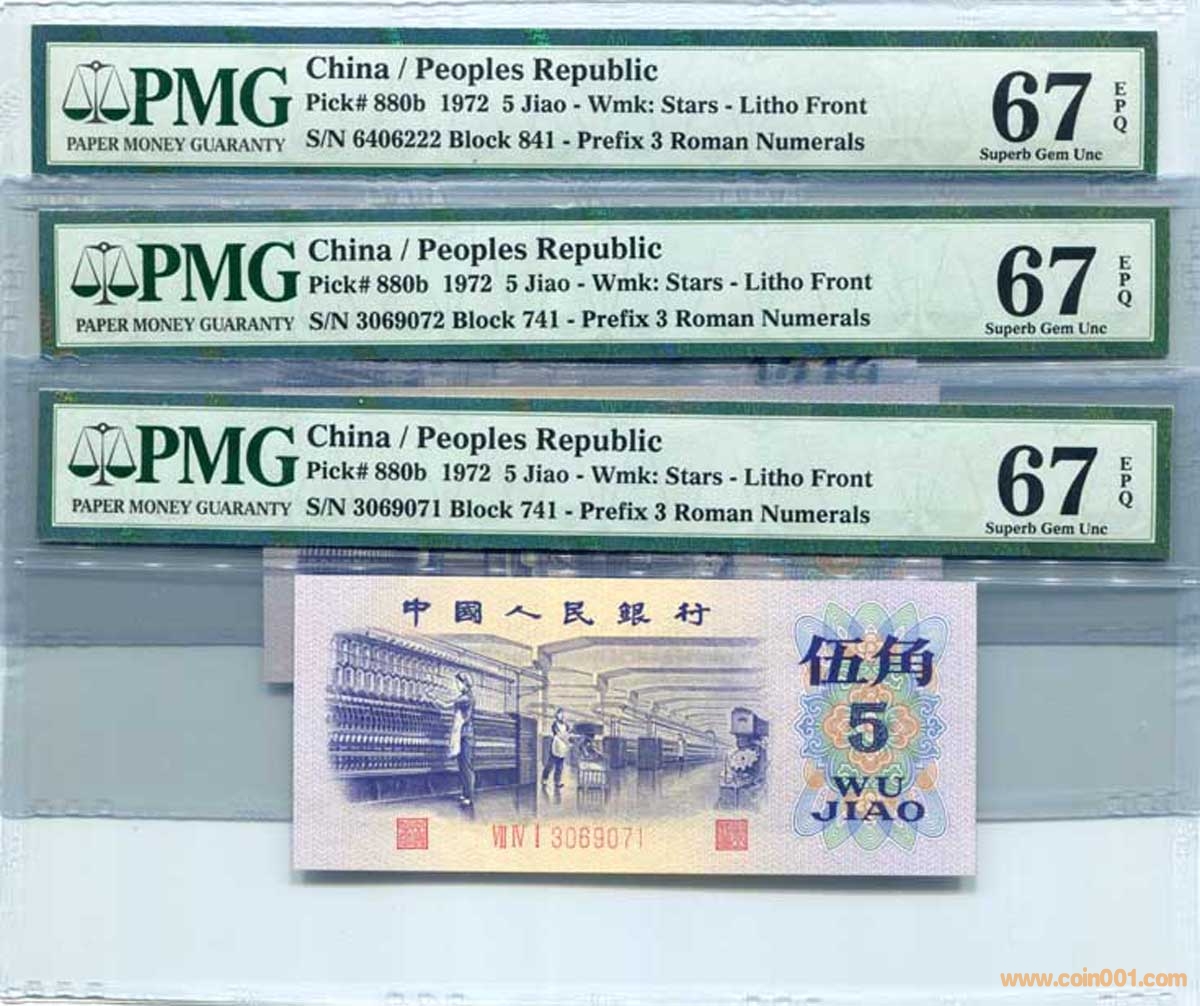 PMG
PAPER MONEY GUARANTY
China / Peoples Republic
Pick# 880b 1972 5 Jiao - Wmk: Stars - Litho Front
S/N 6406222 Block 841 - Prefix 3 Roman Numerals
67
EPQ
Superb Gem Unc
PMG
PAPER MONEY GUARANTY
China / Peoples Republic
Pick# 880b 1972 5 Jiao - Wmk: Stars - Litho Front
S/N 3069072 Block 741 - Prefix 3 Roman Numerals
67
EPQ
Superb Gem Unc
PMG
PAPER MONEY GUARANTY
China / Peoples Republic
Pick# 880b 1972 5 Jiao - Wmk: Stars - Litho Front
S/N 3069071 Block 741 - Prefix 3 Roman Numerals
67
EPQ
Superb Gem Unc
中國人民銀行
伍角
5
WU
JIAO
VIII IV I 3069071
www.coin001.com